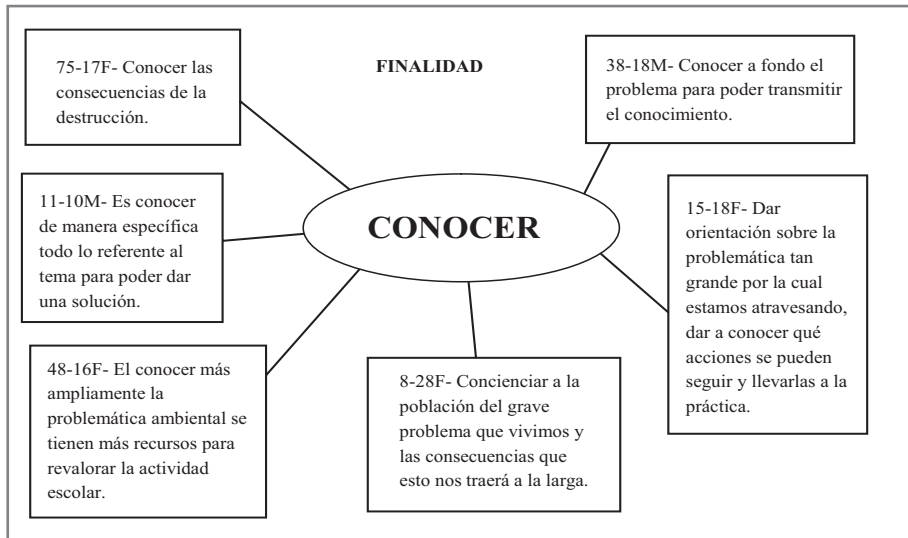 FINALIDAD
75-17F- Conocer las
consecuencias de la
destrucción.
38-18M- Conocer a fondo el
problema para poder transmitir
el conocimiento.
11-10M- Es conocer
de manera específica
todo lo referente al
tema para poder dar
una solución.
CONOCER
15-18F- Dar
orientación sobre la
problemática tan
grande por la cual
estamos atravesando,
dar a conocer qué
acciones se pueden
seguir y llevarlas a la
práctica.
48-16F- El conocer más
ampliamente la
problemática ambiental se
tienen más recursos para
revalorar la actividad
escolar.
8-28F- Concienciar a la
población del grave
problema que vivimos y
las consecuencias que
esto nos traerá a la larga.